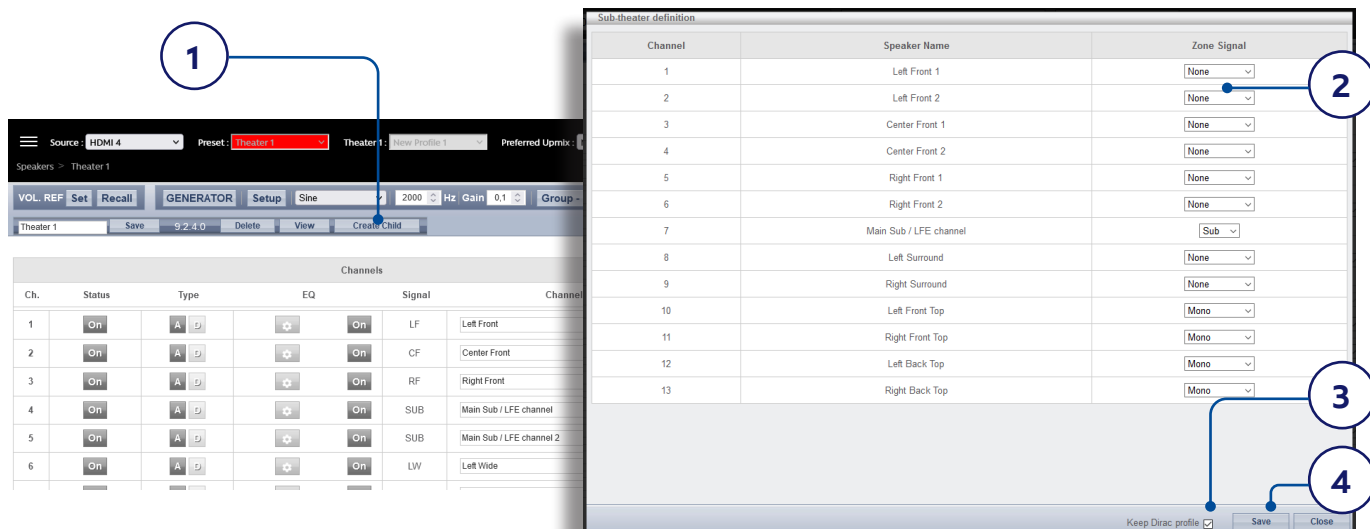 1
Source : HDMI 4 Preset : Theater 1 Theater 1: New Profile 1 Preferred Upmix :
Speakers > Theater 1
VOL. REF Set Recall GENERATOR Setup Sine 2000 Hz Gain 0,1 Group -
Theater 1 Save 9.2.4.0 Delete View Create Child
Channels
Ch. Status Type EQ Signal Channel
1 On A D On LF Left Front
2 On A D On CF Center Front
3 On A D On RF Right Front
4 On A D On SUB Main Sub / LFE channel
5 On A D On SUB Main Sub / LFE channel 2
6 On A D On LW Left Wide
Sub-theater definition
Channel Speaker Name Zone Signal
1 Left Front 1 None
2
2 Left Front 2 None
3 Center Front 1 None
4 Center Front 2 None
5 Right Front 1 None
6 Right Front 2 None
7 Main Sub / LFE channel Sub
8 Left Surround None
9 Right Surround None
10 Left Front Top Mono
11 Right Front Top Mono
12 Left Back Top Mono
13 Right Back Top Mono
3
4
Keep Dirac profile Save Close